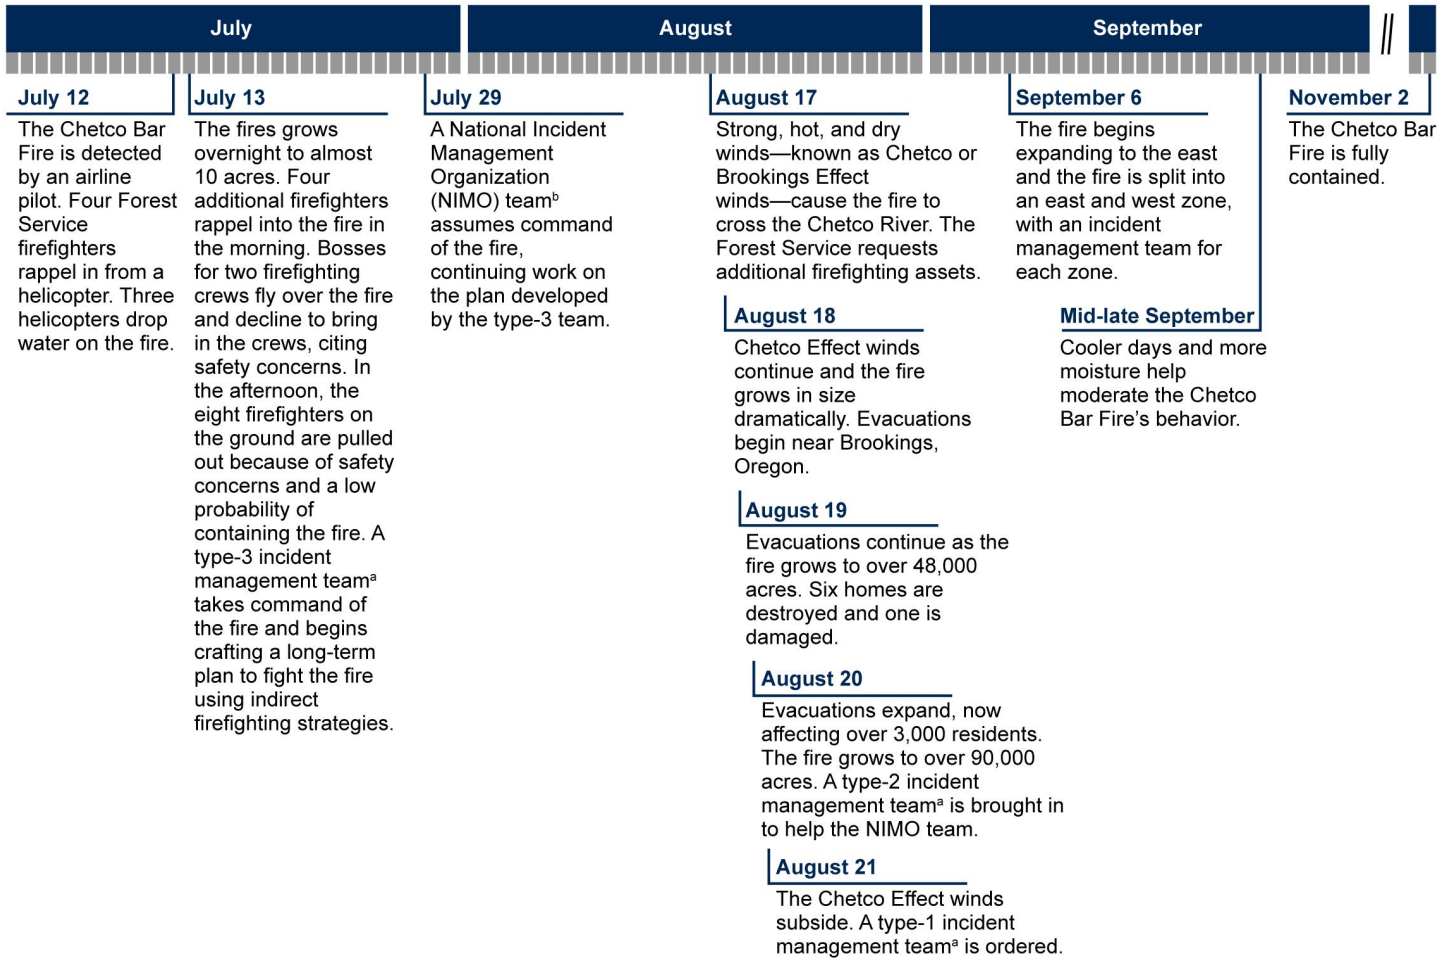 July
August
September
July 12
The Chetco Bar
Fire is detected
by an airline
pilot. Four Forest
Service
firefighters
rappel in from a
helicopter. Three
helicopters drop
water on the fire.
July 13
The fires grows
overnight to almost
10 acres. Four
additional firefighters
rappel into the fire in
the morning. Bosses
for two firefighting
crews fly over the fire
and decline to bring
in the crews, citing
safety concerns. In
the afternoon, the
eight firefighters on
the ground are pulled
out because of safety
concerns and a low
probability of
containing the fire. A
type-3 incident
management teamᵃ
takes command of
the fire and begins
crafting a long-term
plan to fight the fire
using indirect
firefighting strategies.
July 29
A National Incident
Management
Organization
(NIMO) teamᵇ
assumes command
of the fire,
continuing work on
the plan developed
by the type-3 team.
August 17
Strong, hot, and dry
winds—known as Chetco or
Brookings Effect
winds—cause the fire to
cross the Chetco River. The
Forest Service requests
additional firefighting assets.
August 18
Chetco Effect winds
continue and the fire
grows in size
dramatically. Evacuations
begin near Brookings,
Oregon.
August 19
Evacuations continue as the
fire grows to over 48,000
acres. Six homes are
destroyed and one is
damaged.
August 20
Evacuations expand, now
affecting over 3,000 residents.
The fire grows to over 90,000
acres. A type-2 incident
management teamᵃ is brought in
to help the NIMO team.
August 21
The Chetco Effect winds
subside. A type-1 incident
management teamᵃ is ordered.
September 6
The fire begins
expanding to the east
and the fire is split into
an east and west zone,
with an incident
management team for
each zone.
Mid-late September
Cooler days and more
moisture help
moderate the Chetco
Bar Fire’s behavior.
November 2
The Chetco Bar
Fire is fully
contained.